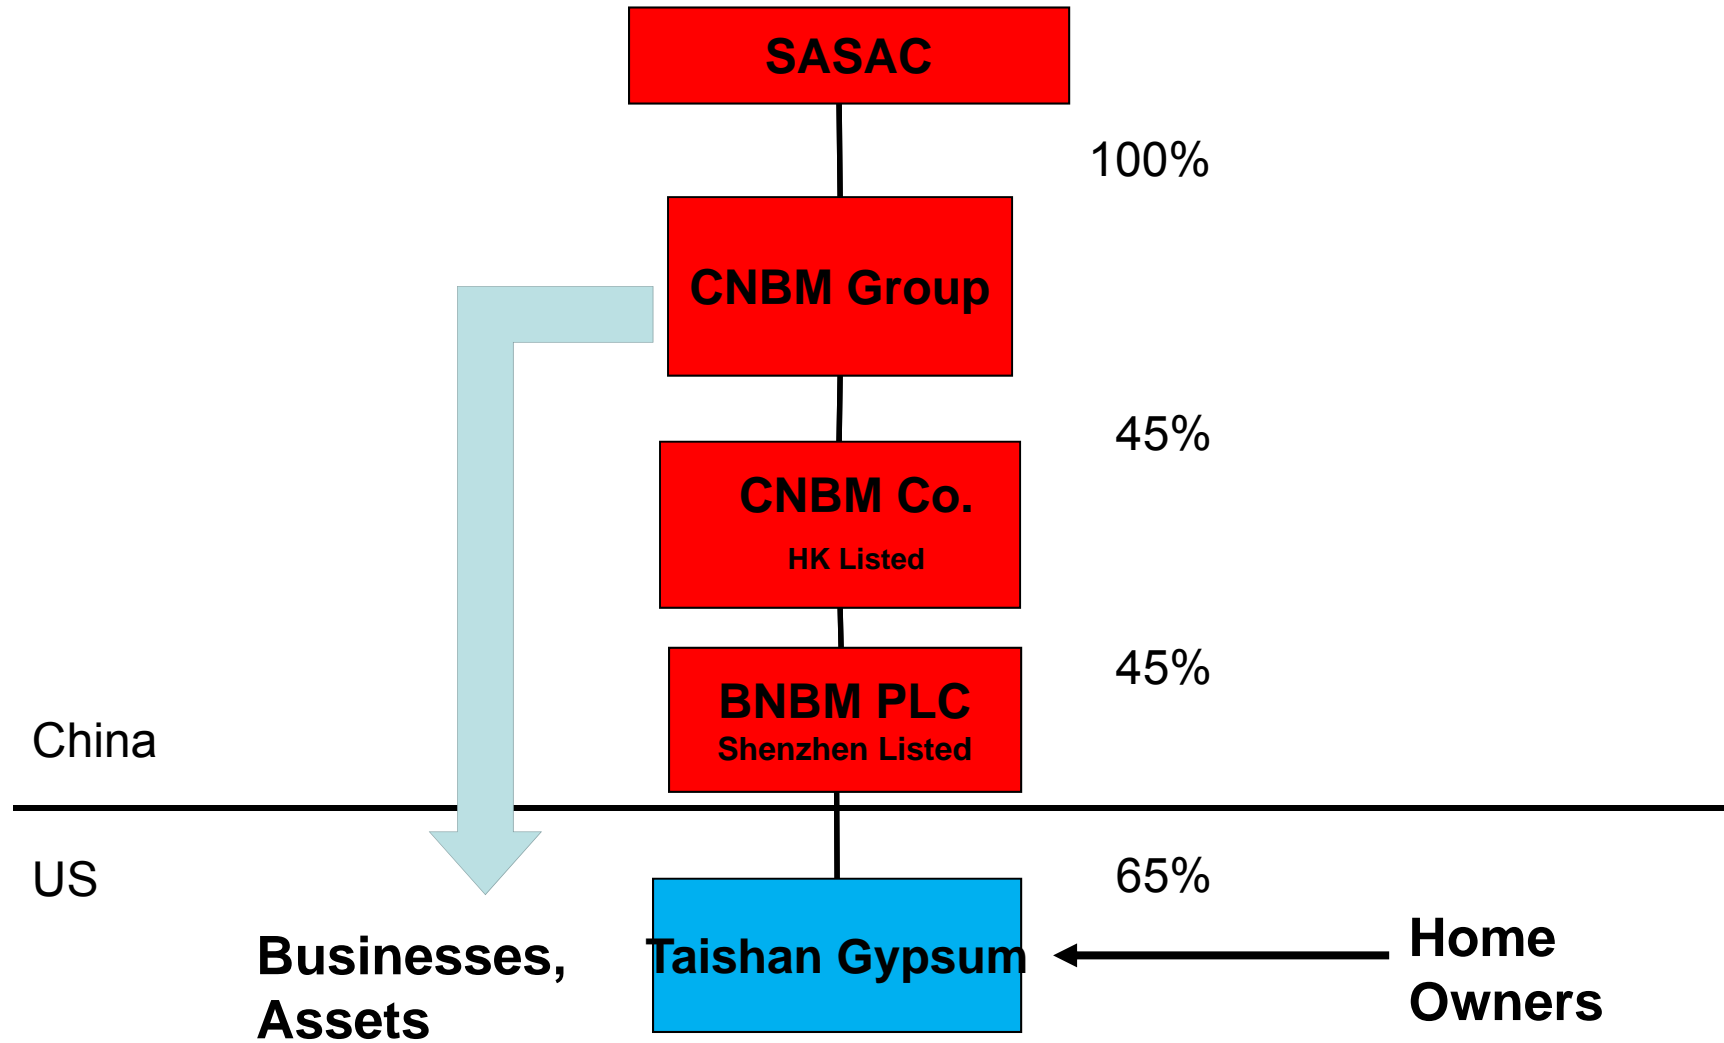 SASAC
100%
CNBM Group
45%
CNBM Co.
HK Listed
45%
BNBM PLC
Shenzhen Listed
China
US
65%
Taishan Gypsum
Businesses,
Assets
Home
Owners